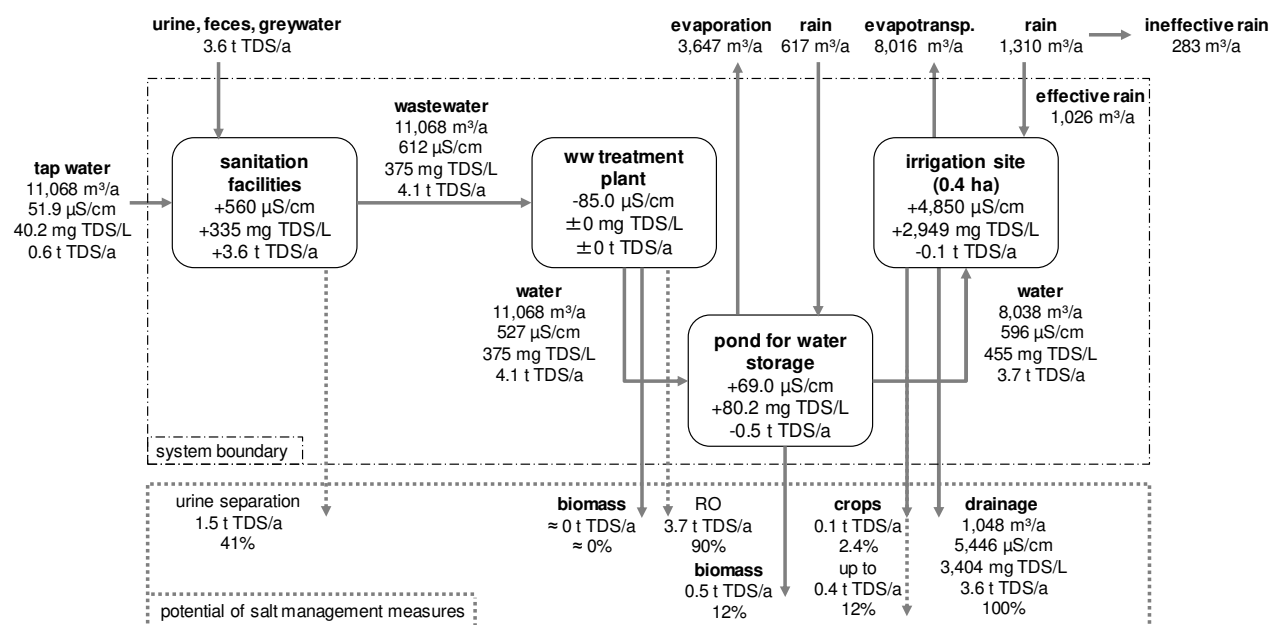 urine, feces, greywater
3.6 t TDS/a
evaporation
3,647 m³/a
rain
617 m³/a
evapotransp.
8,016 m³/a
rain
1,310 m³/a
ineffective rain
283 m³/a
effective rain
1,026 m³/a
tap water
11,068 m³/a
51.9 µS/cm
40.2 mg TDS/L
0.6 t TDS/a
sanitation
facilities
+560 µS/cm
+335 mg TDS/L
+3.6 t TDS/a
wastewater
11,068 m³/a
612 µS/cm
375 mg TDS/L
4.1 t TDS/a
ww treatment
plant
-85.0 µS/cm
±0 mg TDS/L
±0 t TDS/a
irrigation site
(0.4 ha)
+4,850 µS/cm
+2,949 mg TDS/L
-0.1 t TDS/a
water
11,068 m³/a
527 µS/cm
375 mg TDS/L
4.1 t TDS/a
pond for water
storage
+69.0 µS/cm
+80.2 mg TDS/L
-0.5 t TDS/a
water
8,038 m³/a
596 µS/cm
455 mg TDS/L
3.7 t TDS/a
system boundary
urine separation
1.5 t TDS/a
41%
biomass
≈ 0 t TDS/a
≈ 0%
RO
3.7 t TDS/a
90%
biomass
0.5 t TDS/a
12%
crops
0.1 t TDS/a
2.4%
up to
0.4 t TDS/a
12%
drainage
1,048 m³/a
5,446 µS/cm
3,404 mg TDS/L
3.6 t TDS/a
100%
potential of salt management measures